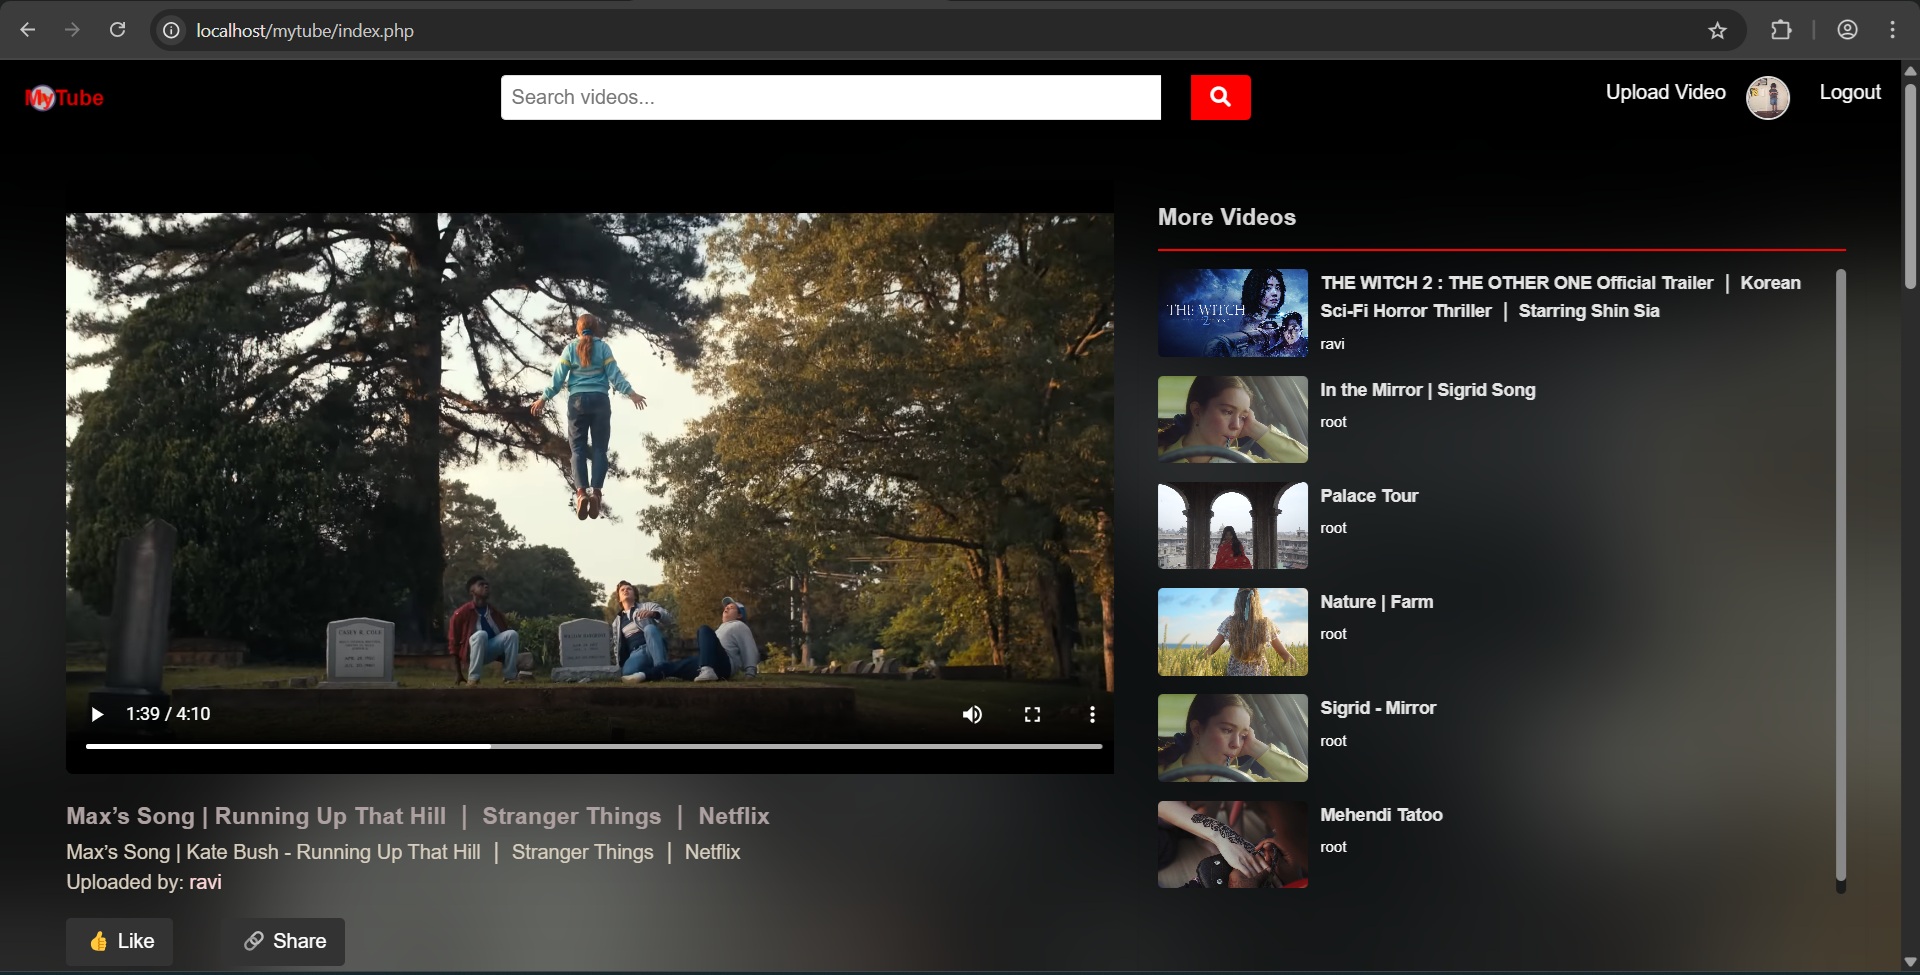 localhost/mytube/index.php
MyTube
Search videos...
Upload Video
Logout
1:39 / 4:10
Max’s Song | Running Up That Hill | Stranger Things | Netflix
Max’s Song | Kate Bush - Running Up That Hill | Stranger Things | Netflix
Uploaded by: ravi
👍 Like
🔗 Share
More Videos
THE WITCH
2
THE WITCH 2 : THE OTHER ONE Official Trailer | Korean
Sci-Fi Horror Thriller | Starring Shin Sia
ravi
In the Mirror | Sigrid Song
root
Palace Tour
root
Nature | Farm
root
Sigrid - Mirror
root
Mehendi Tatoo
root